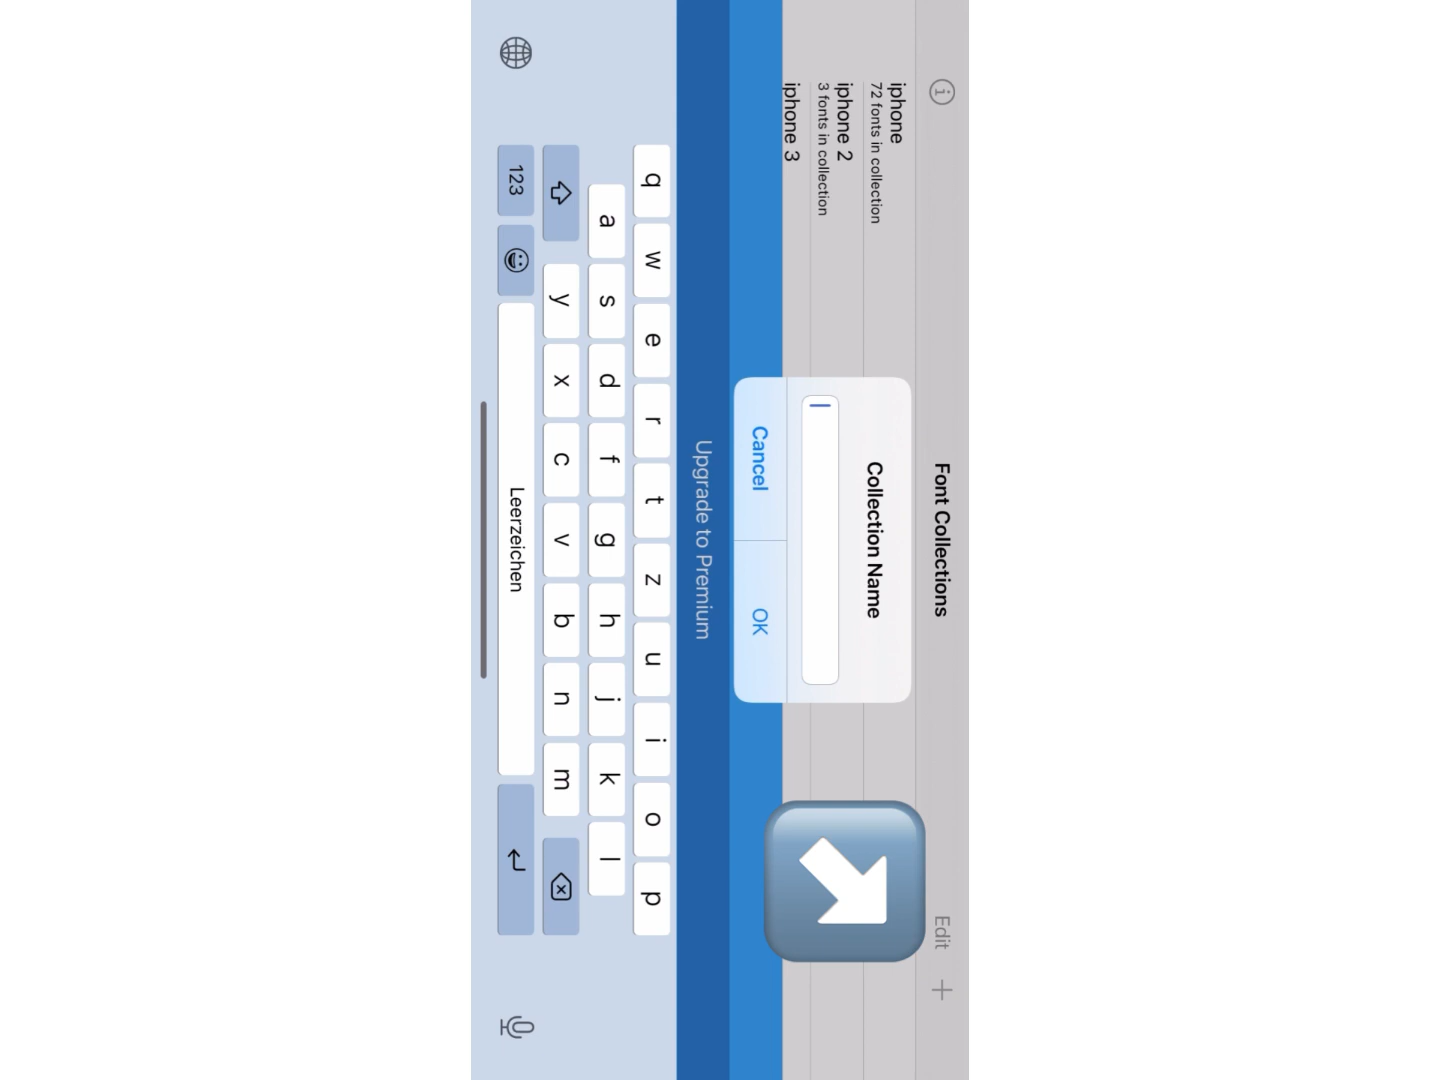 Font Collections
Edit
iphone
72 fonts in collection
iphone 2
3 fonts in collection
iphone 3
Collection Name
Cancel
OK
Upgrade to Premium
q w e r t z u i o p
a s d f g h j k l
y x c v b n m
123
Leerzeichen